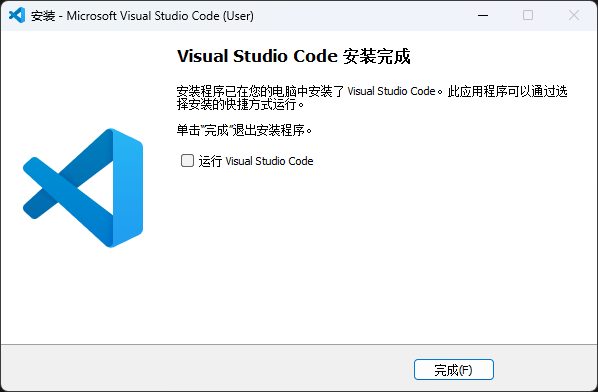 安装 - Microsoft Visual Studio Code (User)
Visual Studio Code 安装完成
安装程序已在您的电脑中安装了 Visual Studio Code。此应用程序可以通过选
择安装的快捷方式运行。
单击“完成”退出安装程序。
运行 Visual Studio Code
完成(F)